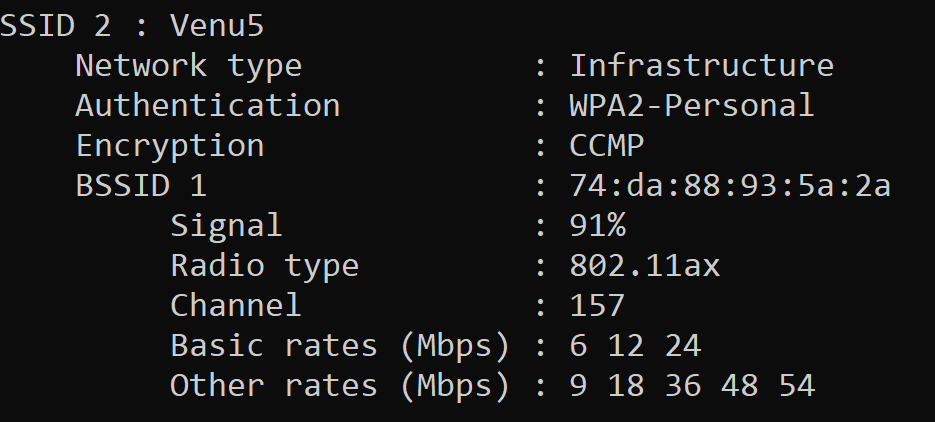 SSID 2 : Venu5
Network type : Infrastructure
Authentication : WPA2-Personal
Encryption : CCMP
BSSID 1 : 74:da:88:93:5a:2a
Signal : 91%
Radio type : 802.11ax
Channel : 157
Basic rates (Mbps) : 6 12 24
Other rates (Mbps) : 9 18 36 48 54